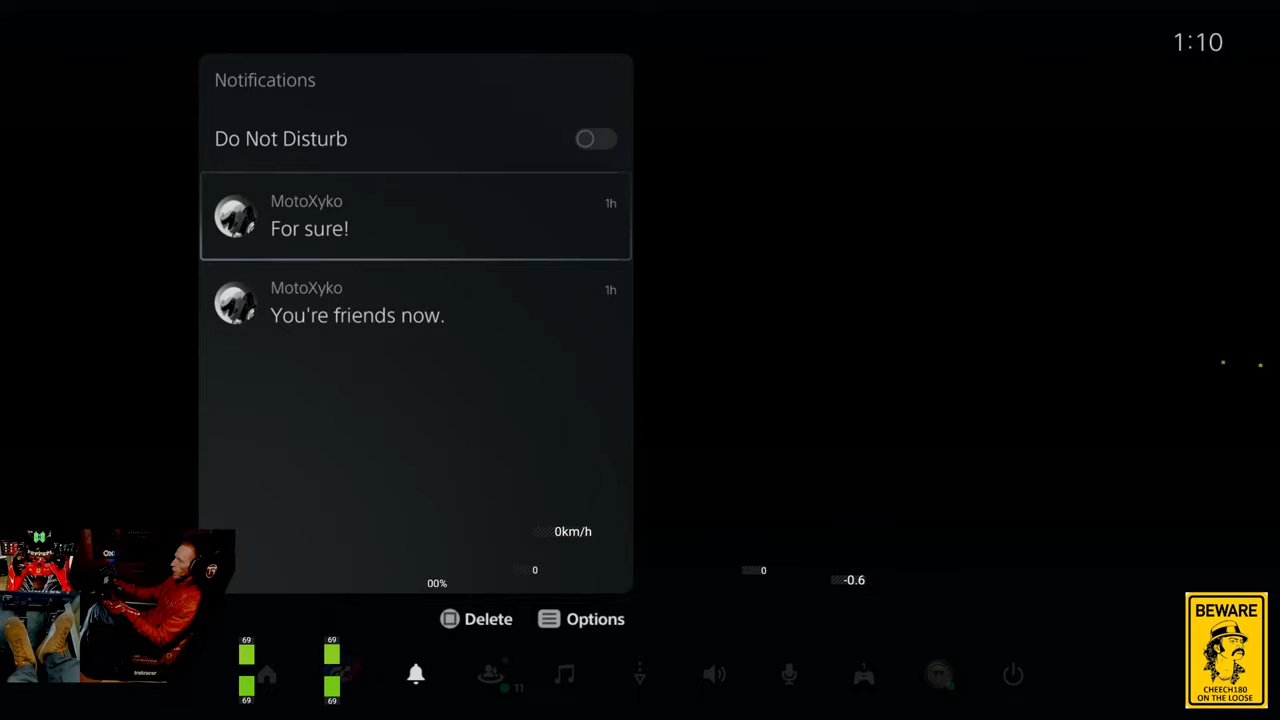 1:10
Notifications
Do Not Disturb
MotoXyko
1h
For sure!
MotoXyko
1h
You're friends now.
0km/h
0
0
00%
-0.6
Delete
Options
69
69
69
69
11
BEWARE
CHEECH180
ON THE LOOSE